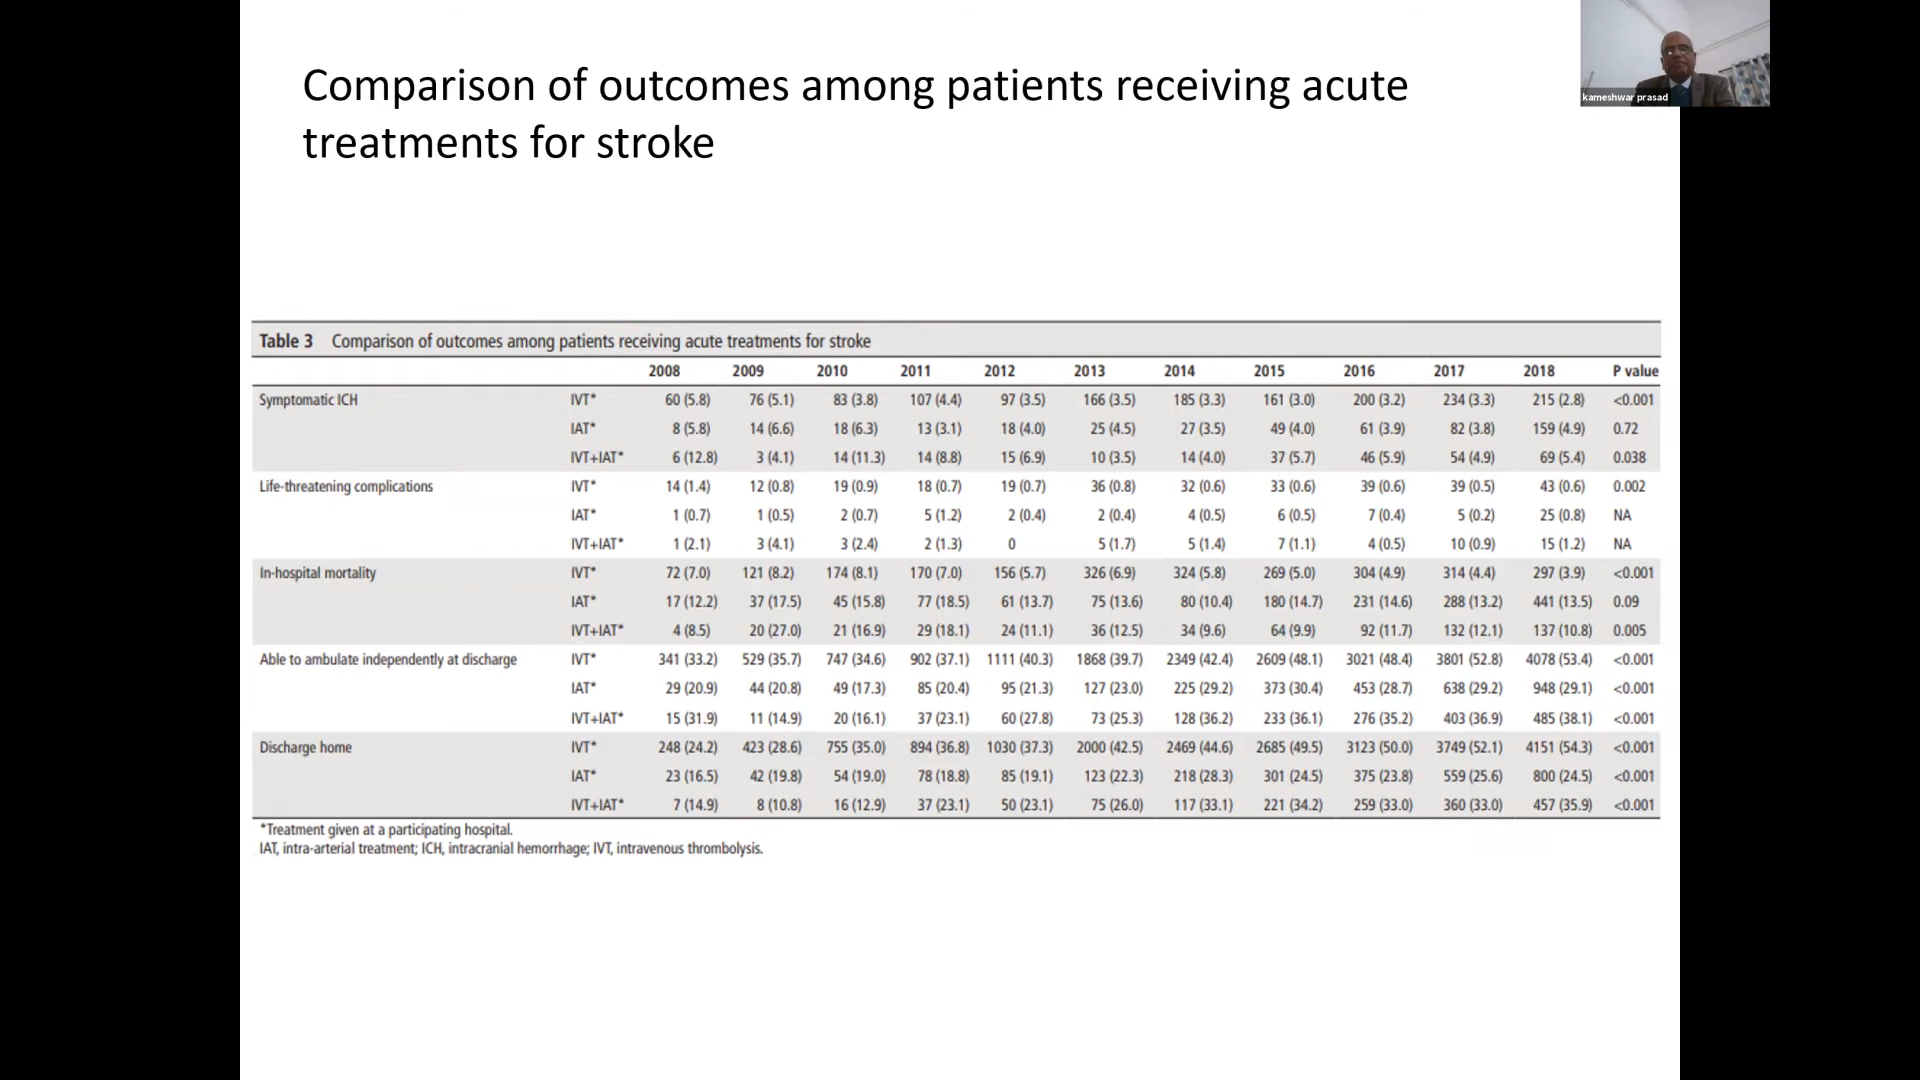 Comparison of outcomes among patients receiving acute
treatments for stroke
kameshwar prasad
Table 3 Comparison of outcomes among patients receiving acute treatments for stroke
2008 2009 2010 2011 2012 2013 2014 2015 2016 2017 2018 P value
Symptomatic ICH IVT* 60 (5.8) 76 (5.1) 83 (3.8) 107 (4.4) 97 (3.5) 166 (3.5) 185 (3.3) 161 (3.0) 200 (3.2) 234 (3.3) 215 (2.8) <0.001
IAT* 8 (5.8) 14 (6.6) 18 (6.3) 13 (3.1) 18 (4.0) 25 (4.5) 27 (3.5) 49 (4.0) 61 (3.9) 82 (3.8) 159 (4.9) 0.72
IVT+IAT* 6 (12.8) 3 (4.1) 14 (11.3) 14 (8.8) 15 (6.9) 10 (3.5) 14 (4.0) 37 (5.7) 46 (5.9) 54 (4.9) 69 (5.4) 0.038
Life-threatening complications IVT* 14 (1.4) 12 (0.8) 19 (0.9) 18 (0.7) 19 (0.7) 36 (0.8) 32 (0.6) 33 (0.6) 39 (0.6) 39 (0.5) 43 (0.6) 0.002
IAT* 1 (0.7) 1 (0.5) 2 (0.7) 5 (1.2) 2 (0.4) 2 (0.4) 4 (0.5) 6 (0.5) 7 (0.4) 5 (0.2) 25 (0.8) NA
IVT+IAT* 1 (2.1) 3 (4.1) 3 (2.4) 2 (1.3) 0 5 (1.7) 5 (1.4) 7 (1.1) 4 (0.5) 10 (0.9) 15 (1.2) NA
In-hospital mortality IVT* 72 (7.0) 121 (8.2) 174 (8.1) 170 (7.0) 156 (5.7) 326 (6.9) 324 (5.8) 269 (5.0) 304 (4.9) 314 (4.4) 297 (3.9) <0.001
IAT* 17 (12.2) 37 (17.5) 45 (15.8) 77 (18.5) 61 (13.7) 75 (13.6) 80 (10.4) 180 (14.7) 231 (14.6) 288 (13.2) 441 (13.5) 0.09
IVT+IAT* 4 (8.5) 20 (27.0) 21 (16.9) 29 (18.1) 24 (11.1) 36 (12.5) 34 (9.6) 64 (9.9) 92 (11.7) 132 (12.1) 137 (10.8) 0.005
Able to ambulate independently at discharge IVT* 341 (33.2) 529 (35.7) 747 (34.6) 902 (37.1) 1111 (40.3) 1868 (39.7) 2349 (42.4) 2609 (48.1) 3021 (48.4) 3801 (52.8) 4078 (53.4) <0.001
IAT* 29 (20.9) 44 (20.8) 49 (17.3) 85 (20.4) 95 (21.3) 127 (23.0) 225 (29.2) 373 (30.4) 453 (28.7) 638 (29.2) 948 (29.1) <0.001
IVT+IAT* 15 (31.9) 11 (14.9) 20 (16.1) 37 (23.1) 60 (27.8) 73 (25.3) 128 (36.2) 233 (36.1) 276 (35.2) 403 (36.9) 485 (38.1) <0.001
Discharge home IVT* 248 (24.2) 423 (28.6) 755 (35.0) 894 (36.8) 1030 (37.3) 2000 (42.5) 2469 (44.6) 2685 (49.5) 3123 (50.0) 3749 (52.1) 4151 (54.3) <0.001
IAT* 23 (16.5) 42 (19.8) 54 (19.0) 78 (18.8) 85 (19.1) 123 (22.3) 218 (28.3) 301 (24.5) 375 (23.8) 559 (25.6) 800 (24.5) <0.001
IVT+IAT* 7 (14.9) 8 (10.8) 16 (12.9) 37 (23.1) 50 (23.1) 75 (26.0) 117 (33.1) 221 (34.2) 259 (33.0) 360 (33.0) 457 (35.9) <0.001
*Treatment given at a participating hospital.
IAT, intra-arterial treatment; ICH, intracranial hemorrhage; IVT, intravenous thrombolysis.